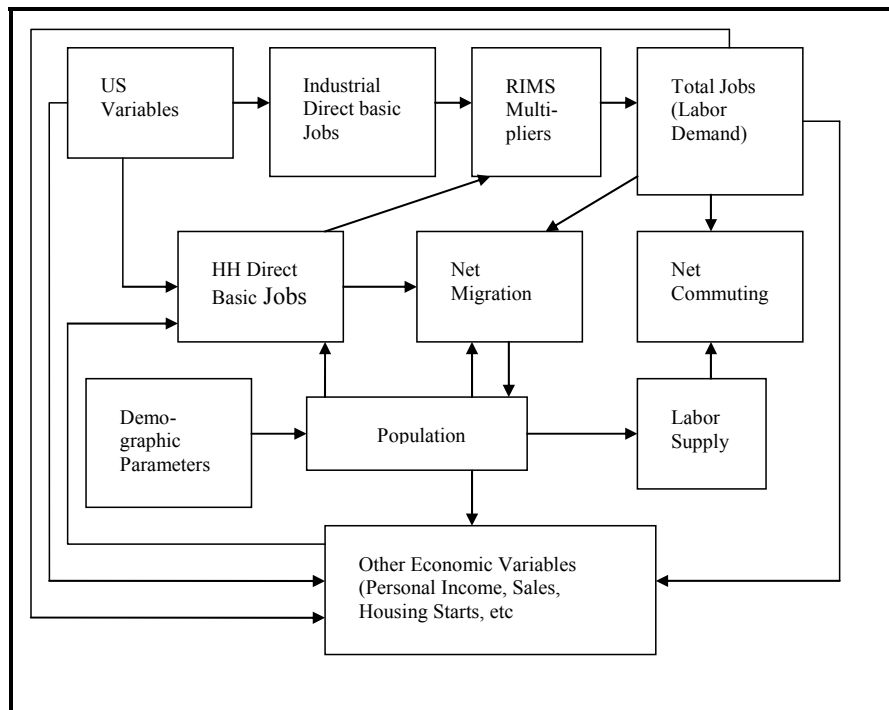 US
Variables
Industrial
Direct basic
Jobs
RIMS
Multi-
pliers
Total Jobs
(Labor
Demand)
HH Direct
Basic Jobs
Net
Migration
Net
Commuting
Demo-
graphic
Parameters
Population
Labor
Supply
Other Economic Variables
(Personal Income, Sales,
Housing Starts, etc